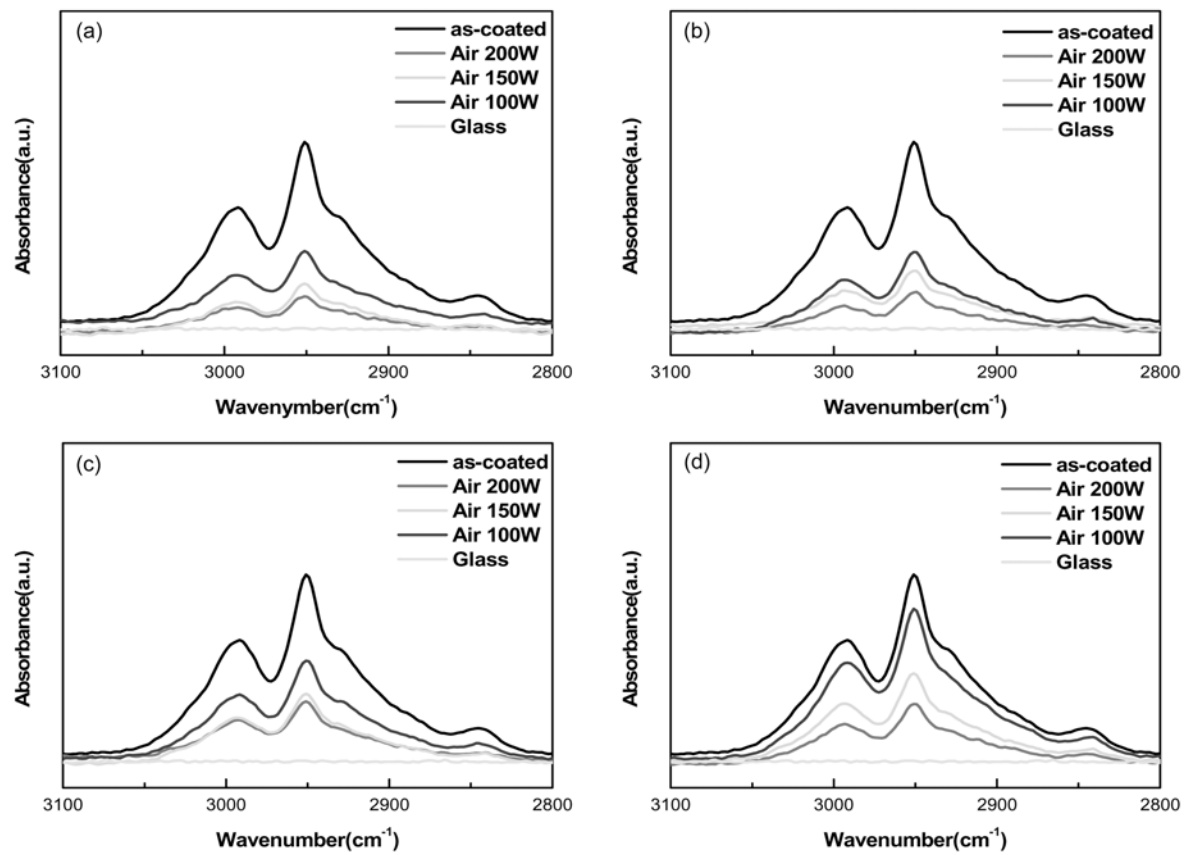 (a)
as-coated
Air 200W
Air 150W
Air 100W
Glass
Absorbance(a.u.)
3100
3000
2900
2800
Wavenymber(cm⁻¹)
(b)
as-coated
Air 200W
Air 150W
Air 100W
Glass
Absorbance(a.u.)
3100
3000
2900
2800
Wavenumber(cm⁻¹)
(c)
as-coated
Air 200W
Air 150W
Air 100W
Glass
Absorbance(a.u.)
3100
3000
2900
2800
Wavenumber(cm⁻¹)
(d)
as-coated
Air 200W
Air 150W
Air 100W
Glass
Absorbance(a.u.)
3100
3000
2900
2800
Wavenumber(cm⁻¹)